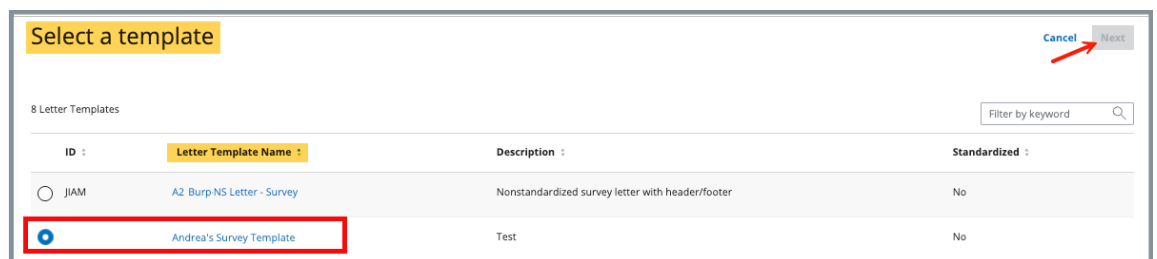 Select a template
Cancel Next
8 Letter Templates
Filter by keyword
ID Letter Template Name Description Standardized
JIAM A2 Burp-NS Letter - Survey Nonstandardized survey letter with header/footer No
Andrea's Survey Template Test No